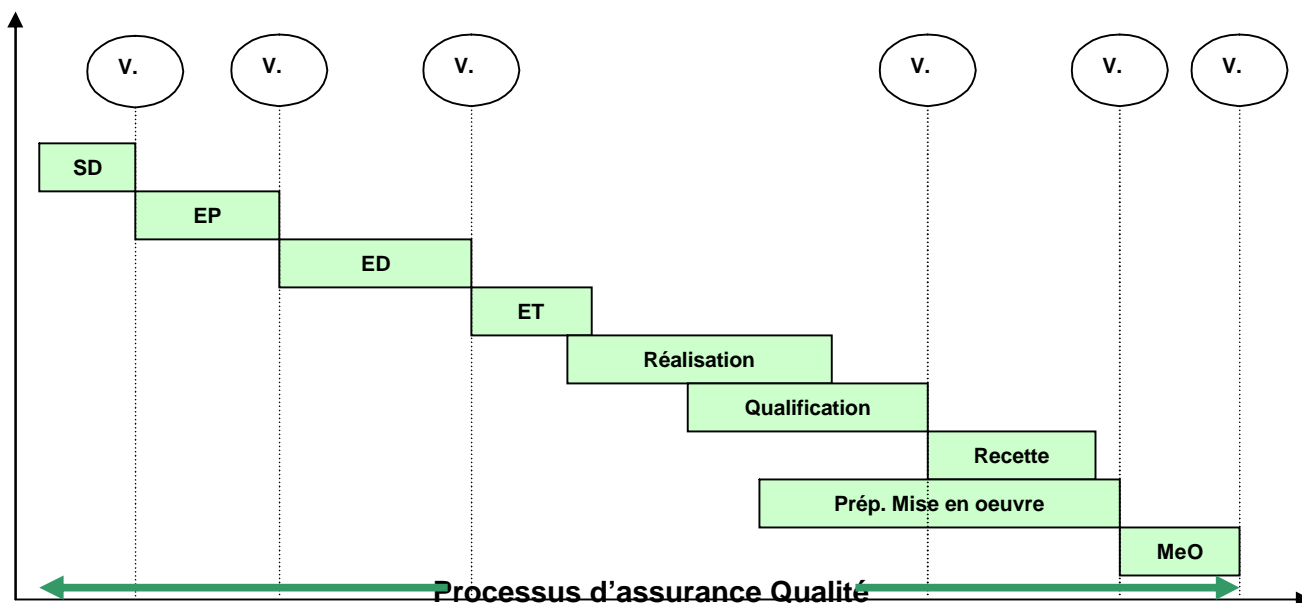 V. V. V. V. V. V.
SD
EP
ED
ET
Réalisation
Qualification
Recette
Prép. Mise en oeuvre
MeO
Processus d’assurance Qualité